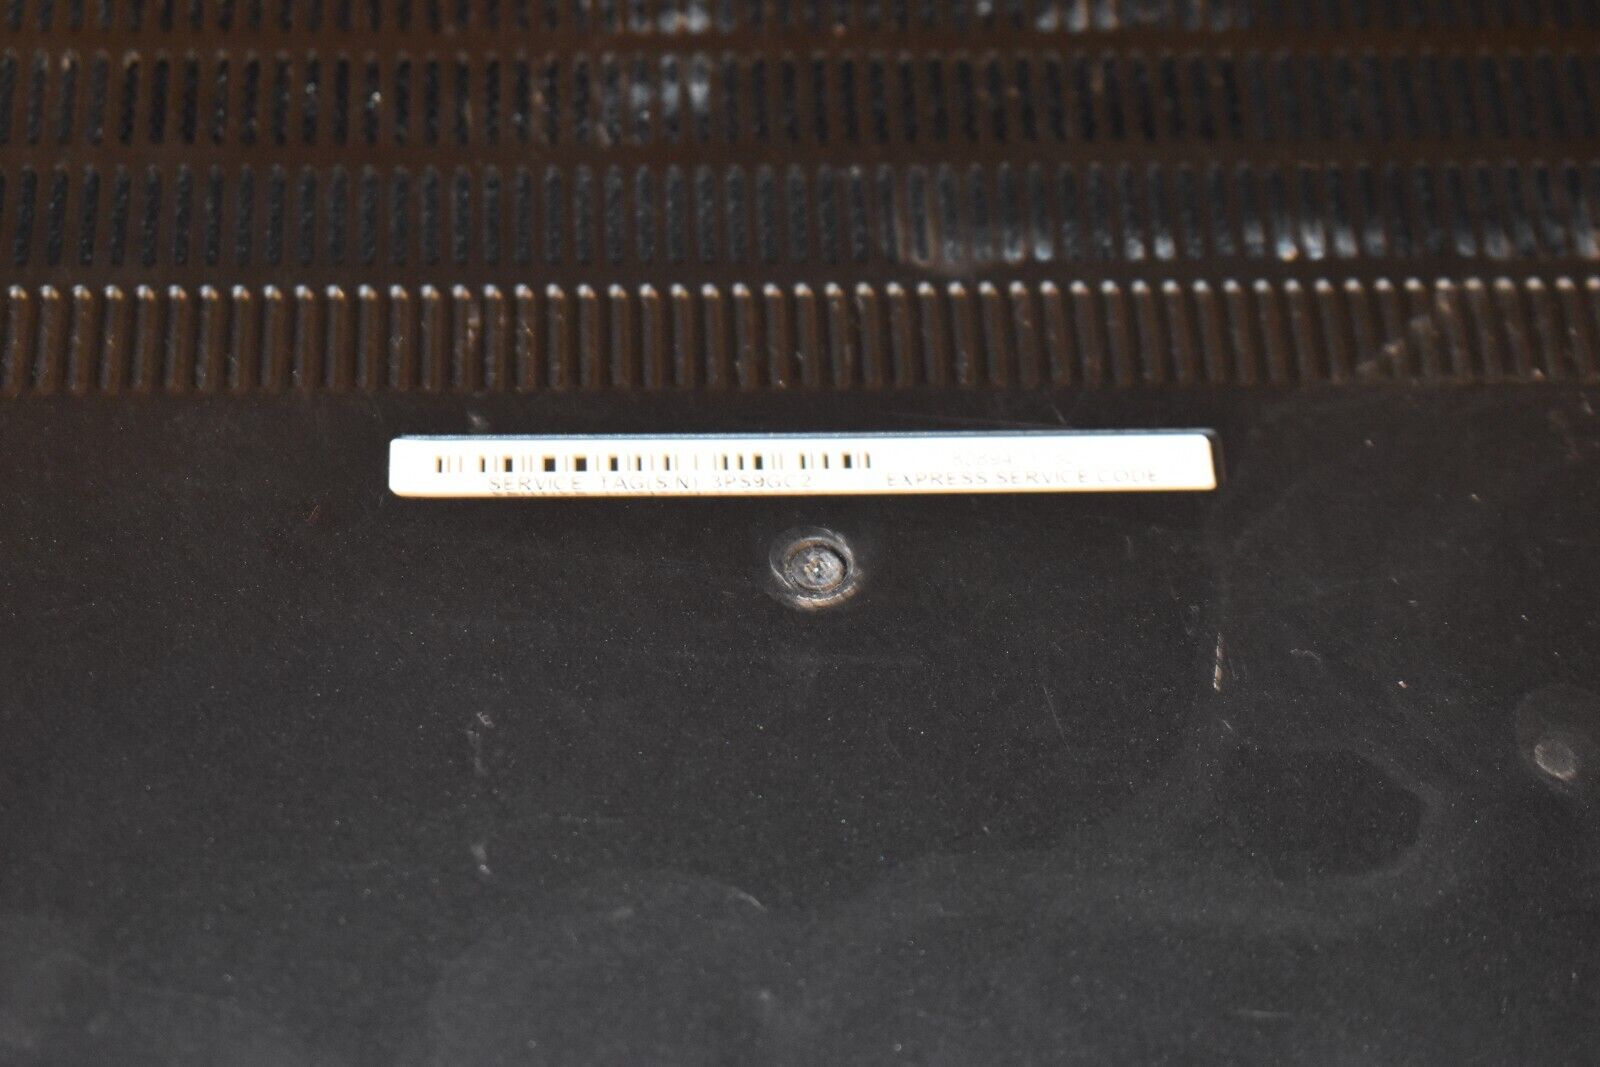 SERVICE TAG(S/N) 3PS9GC2
EXPRESS SERVICE CODE